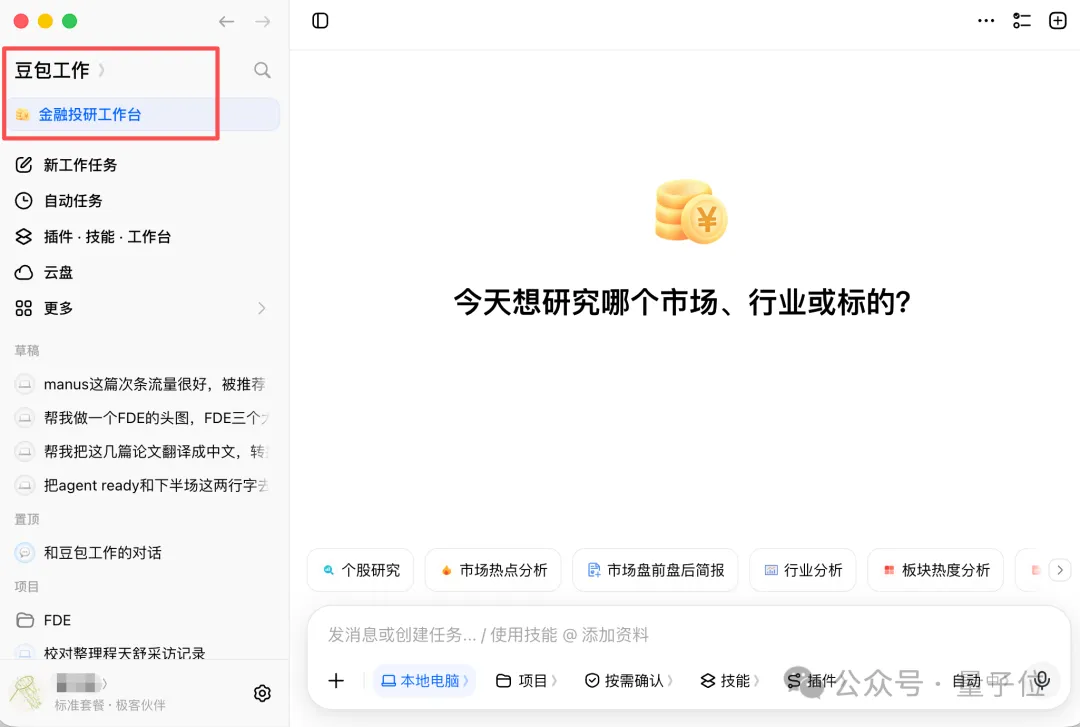 豆包工作
金融投研工作台
新工作任务
自动任务
插件 · 技能 · 工作台
云盘
更多
草稿
manus这篇次条流量很好，被推荐
帮我做一个FDE的头图，FDE三个
帮我把这几篇论文翻译成中文，转
把agent ready和下半场这两行字去
置顶
和豆包工作的对话
项目
FDE
校对整理程天舒采访记录
标准套餐 · 极客伙伴
¥
今天想研究哪个市场、行业或标的？
个股研究
市场热点分析
市场盘前盘后简报
行业分析
板块热度分析
发消息或创建任务... / 使用技能 @ 添加资料
本地电脑
项目
按需确认
技能
插件
自动
公众号 · 量子位